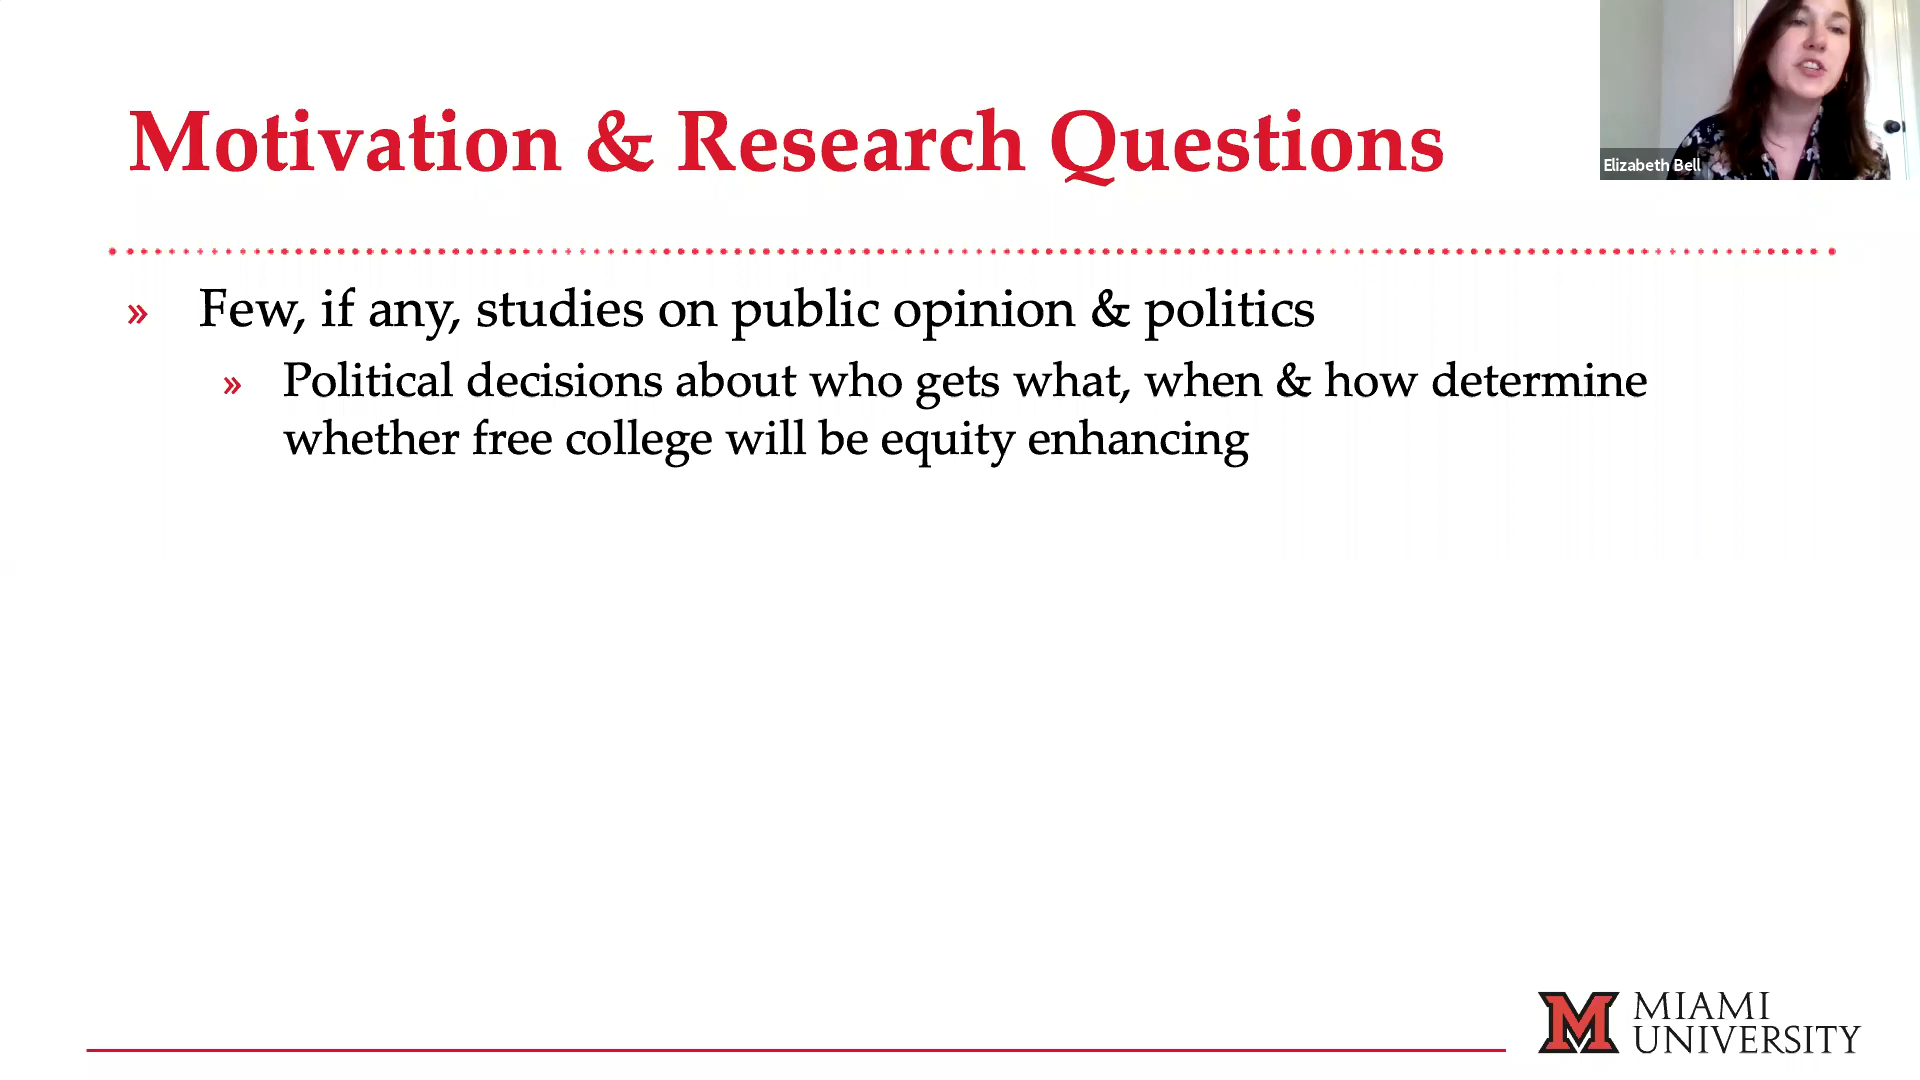 Motivation & Research Questions
Elizabeth Bell
» Few, if any, studies on public opinion & politics
» Political decisions about who gets what, when & how determine
whether free college will be equity enhancing
M MIAMI
UNIVERSITY